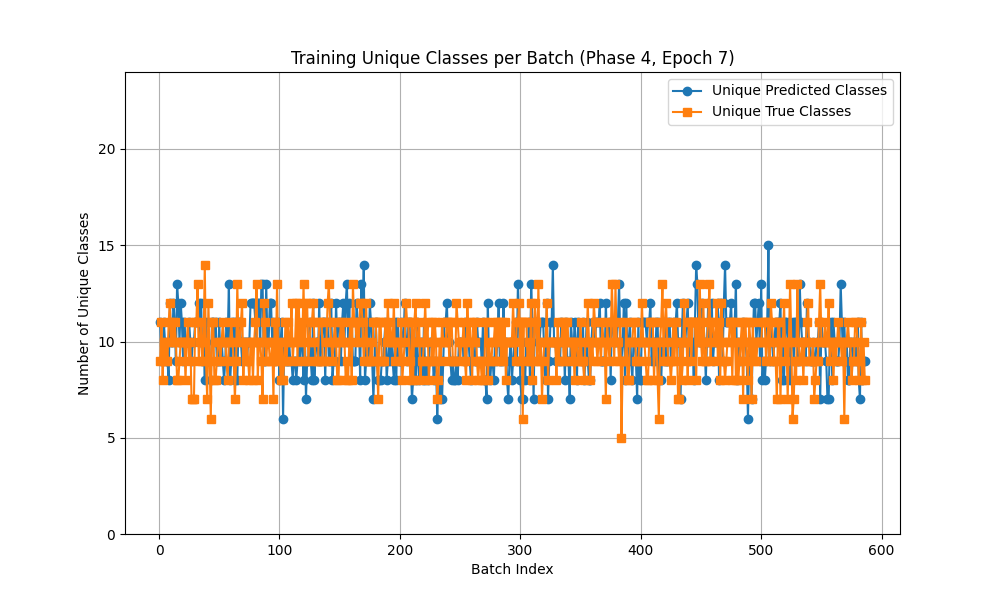 Training Unique Classes per Batch (Phase 4, Epoch 7)
Unique Predicted Classes
Unique True Classes
Number of Unique Classes
20
15
10
5
0
0 100 200 300 400 500 600
Batch Index